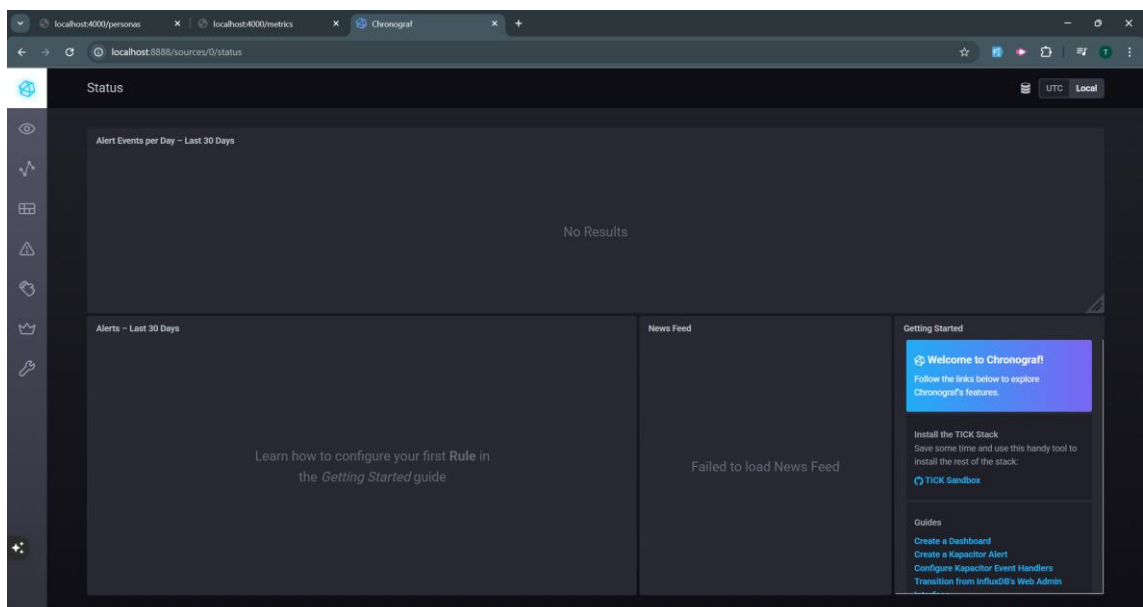 localhost:4000/personas
localhost:4000/metrics
Chronograf
localhost:8888/sources/0/status
T
Status
UTC Local
Alert Events per Day – Last 30 Days
No Results
Alerts – Last 30 Days
Learn how to configure your first Rule in
the Getting Started guide
News Feed
Failed to load News Feed
Getting Started
Welcome to Chronograf!
Follow the links below to explore
Chronograf's features.
Install the TICK Stack
Save some time and use this handy tool to
install the rest of the stack:
TICK Sandbox
Guides
Create a Dashboard
Create a Kapacitor Alert
Configure Kapacitor Event Handlers
Transition from InfluxDB's Web Admin